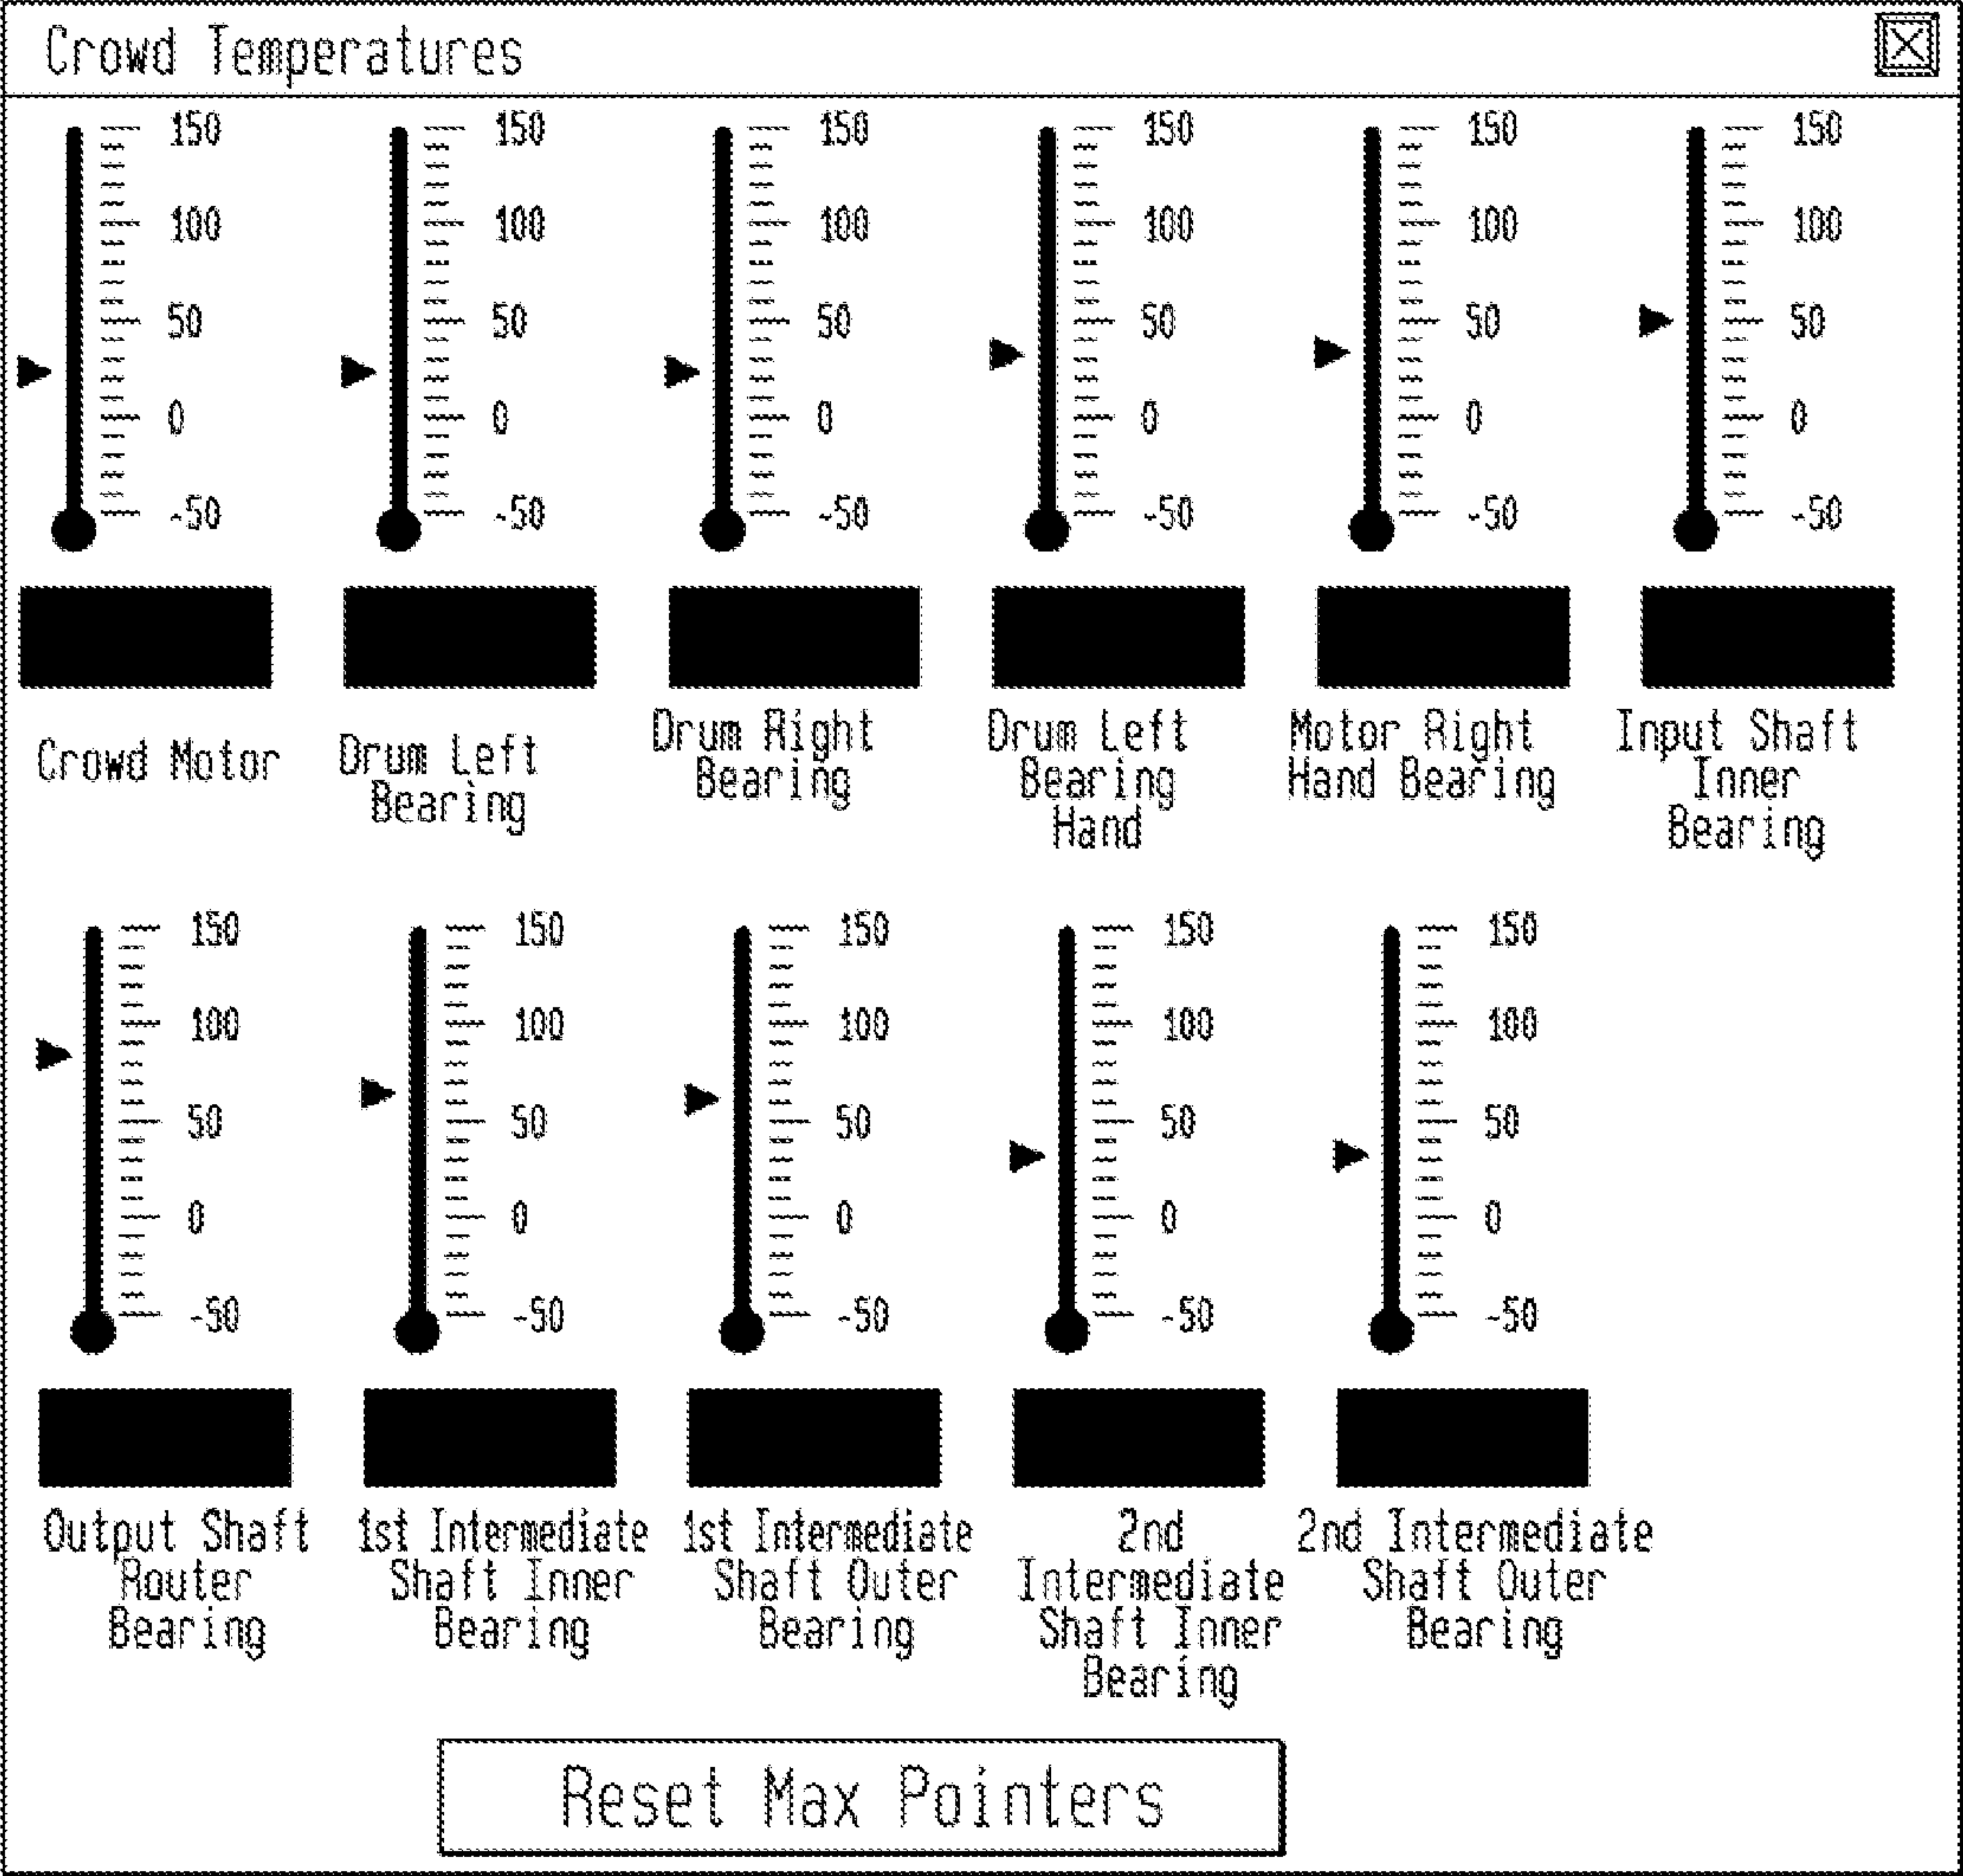 Crowd Temperatures
150 150 150 150 150 150
100 100 100 100 100 100
50 50 50 50 50 50
0 0 0 0 0 0
-50 -50 -50 -50 -50 -50
Crowd Motor
Drum Left
Bearing
Drum Right
Bearing
Drum Left
Bearing
Hand
Motor Right
Hand Bearing
Input Shaft
Inner
Bearing
150 150 150 150 150
100 100 100 100 100
50 50 50 50 50
0 0 0 0 0
-50 -50 -50 -50 -50
Output Shaft
Router
Bearing
1st Intermediate
Shaft Inner
Bearing
1st Intermediate
Shaft Outer
Bearing
2nd
Intermediate
Shaft Inner
Bearing
2nd Intermediate
Shaft Outer
Bearing
Reset Max Pointers